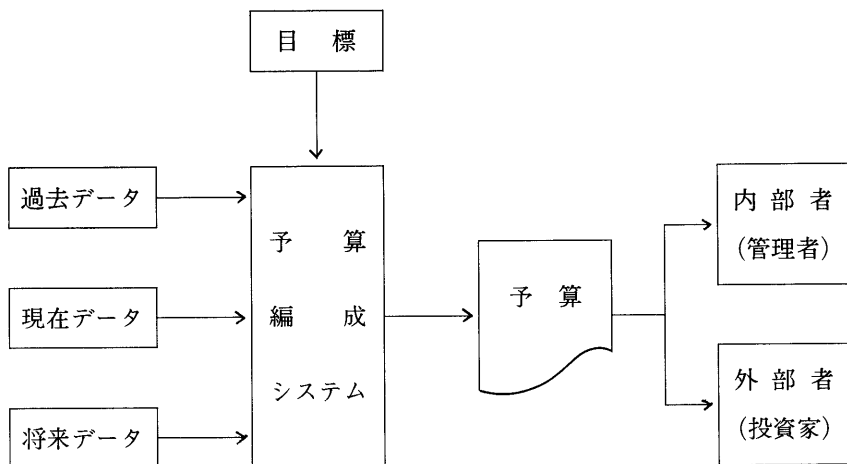 目標
過去データ
現在データ
将来データ
予算
編成
システム
予算
内部者
(管理者)
外部者
(投資家)